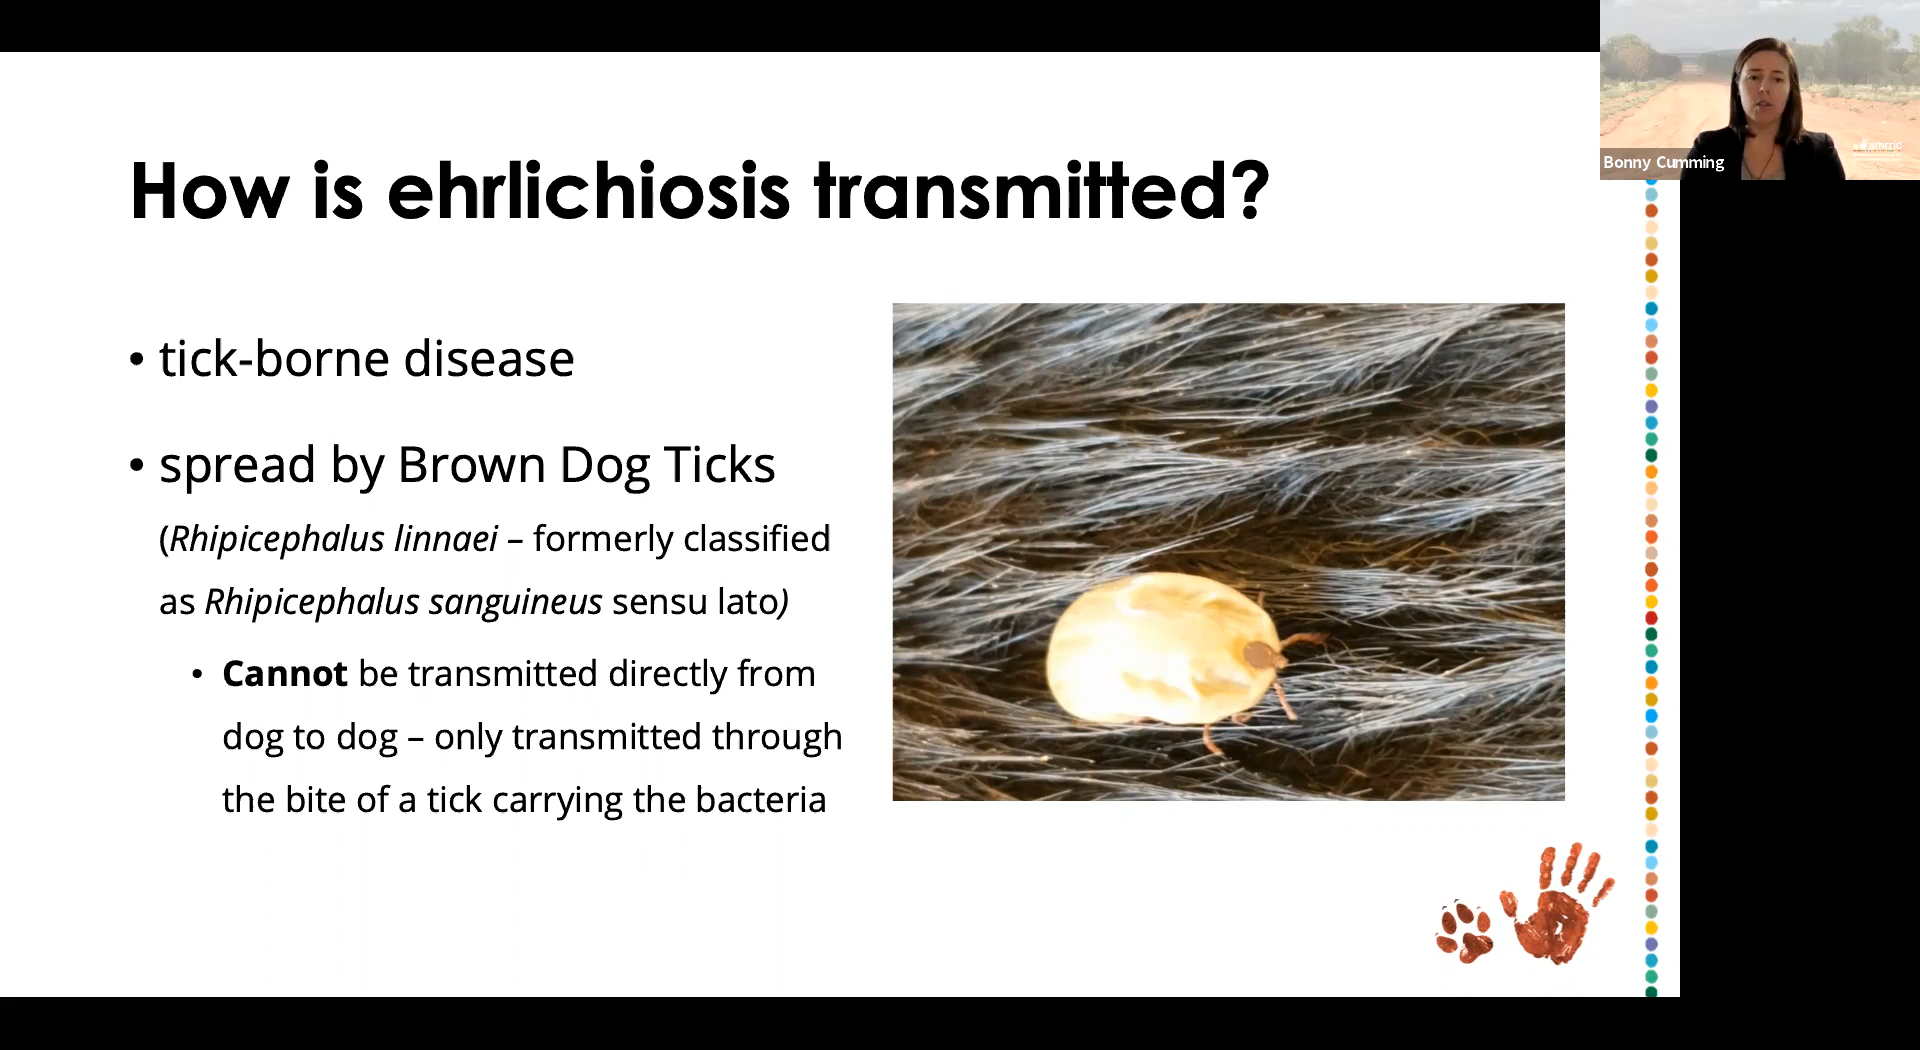 How is ehrlichiosis transmitted?
• tick-borne disease
• spread by Brown Dog Ticks
(Rhipicephalus linnaei – formerly classified
as Rhipicephalus sanguineus sensu lato)
• Cannot be transmitted directly from
dog to dog – only transmitted through
the bite of a tick carrying the bacteria
Bonny Cumming